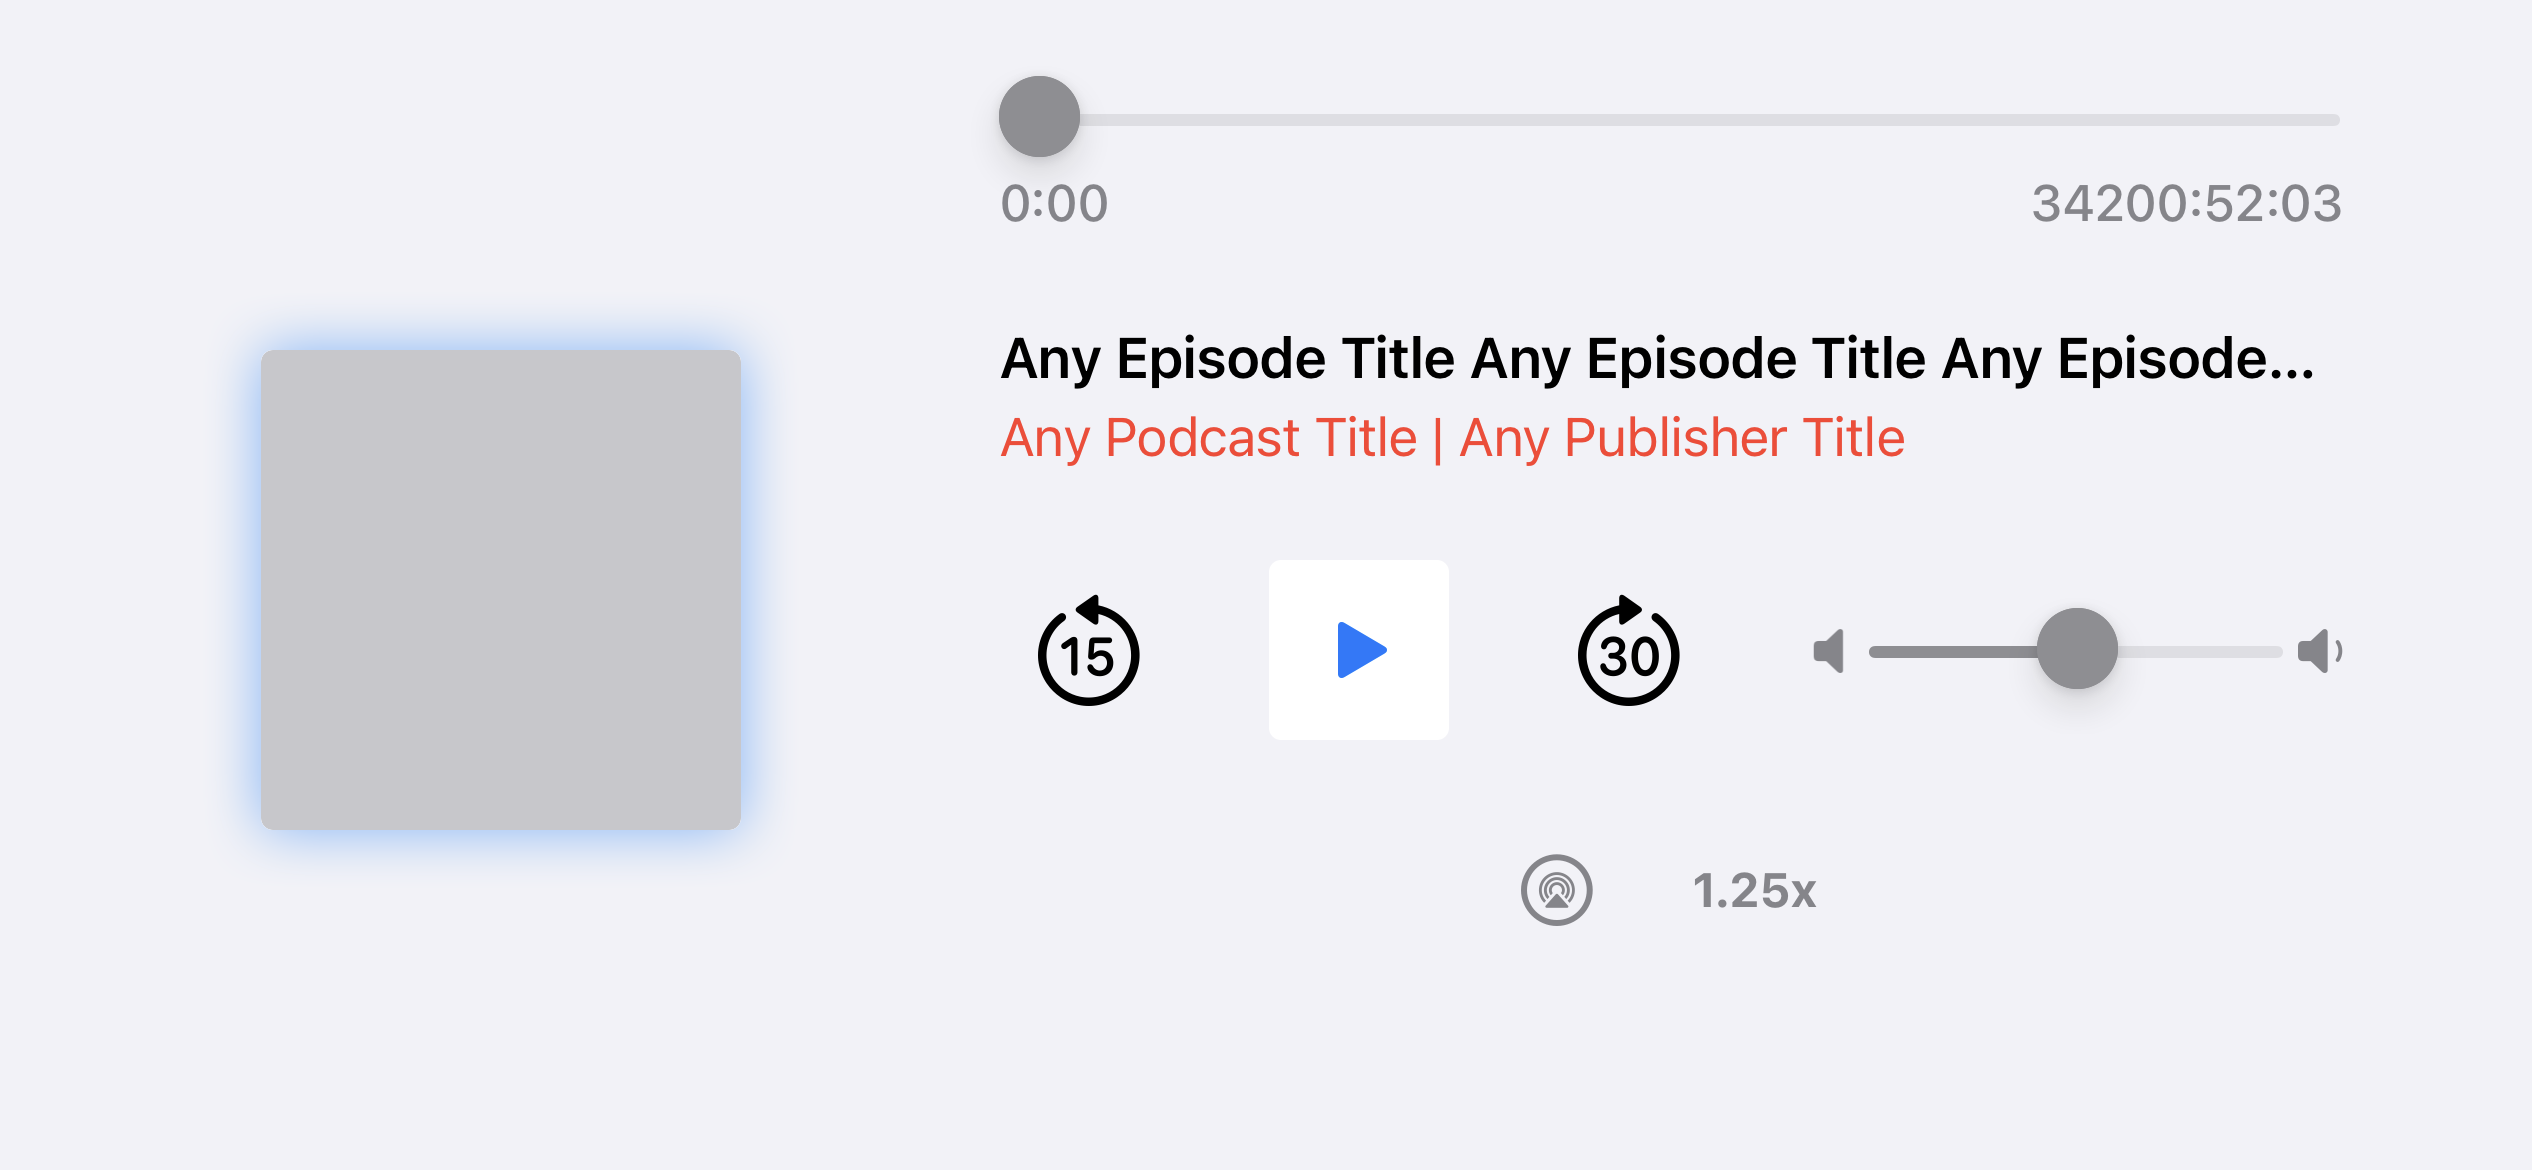 0:00 34200:52:03
Any Episode Title Any Episode Title Any Episode...
Any Podcast Title | Any Publisher Title
15 30
1.25x